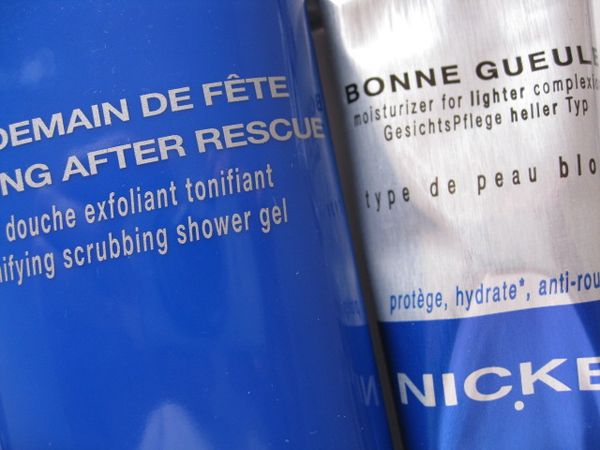 DEMAIN DE FÊTE
NG AFTER RESCUE
douche exfoliant tonifiant
nifying scrubbing shower gel
BONNE GUEULE
moisturizer for lighter complexio
GesichtsPflege heller Typ
type de peau blo
protège, hydrate*, anti-rou
NICKE